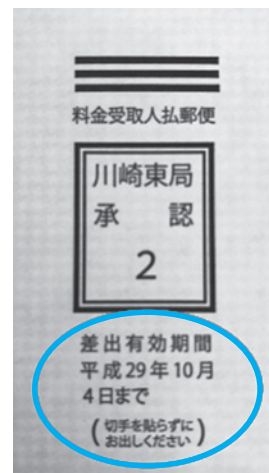 料金受取人払郵便
川崎東局
承 認
2
差出有効期間
平成29年10月
4日まで
(切手を貼らずに
お出しください)